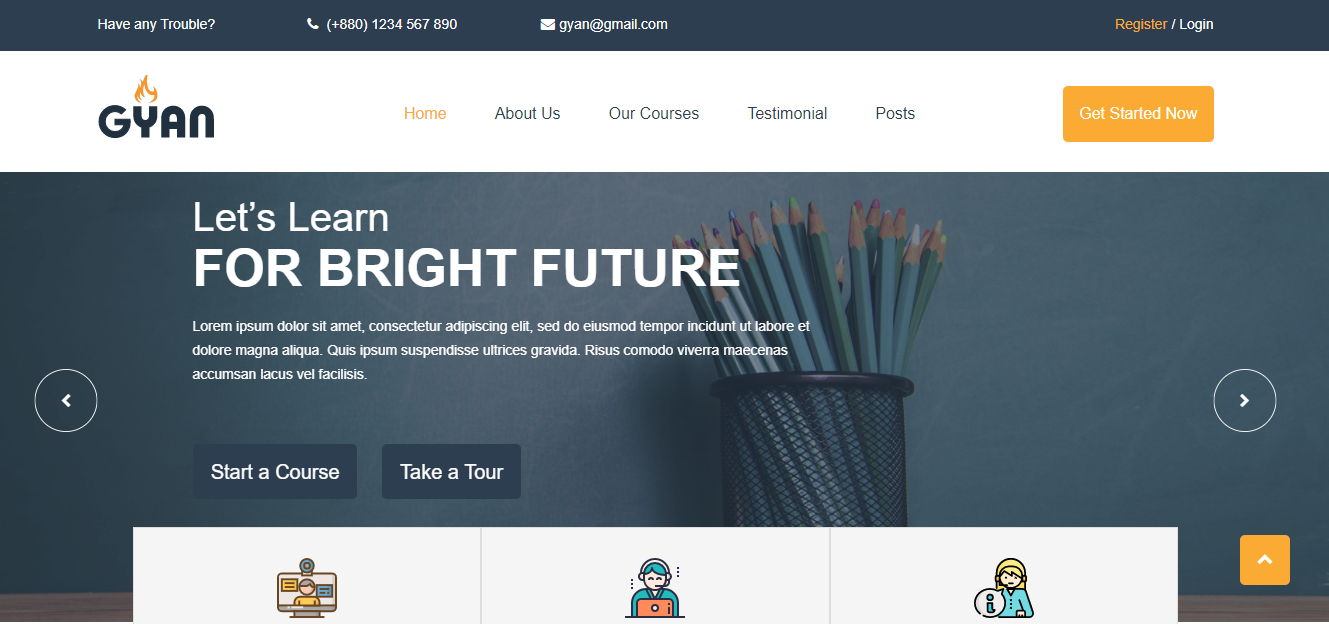 Have any Trouble? (+880) 1234 567 890 gyan@gmail.com Register / Login
GYAN Home About Us Our Courses Testimonial Posts Get Started Now
Let’s Learn
FOR BRIGHT FUTURE
Lorem ipsum dolor sit amet, consectetur adipiscing elit, sed do eiusmod tempor incidunt ut labore et
dolore magna aliqua. Quis ipsum suspendisse ultrices gravida. Risus comodo viverra maecenas
accumsan lacus vel facilisis.
Start a Course Take a Tour